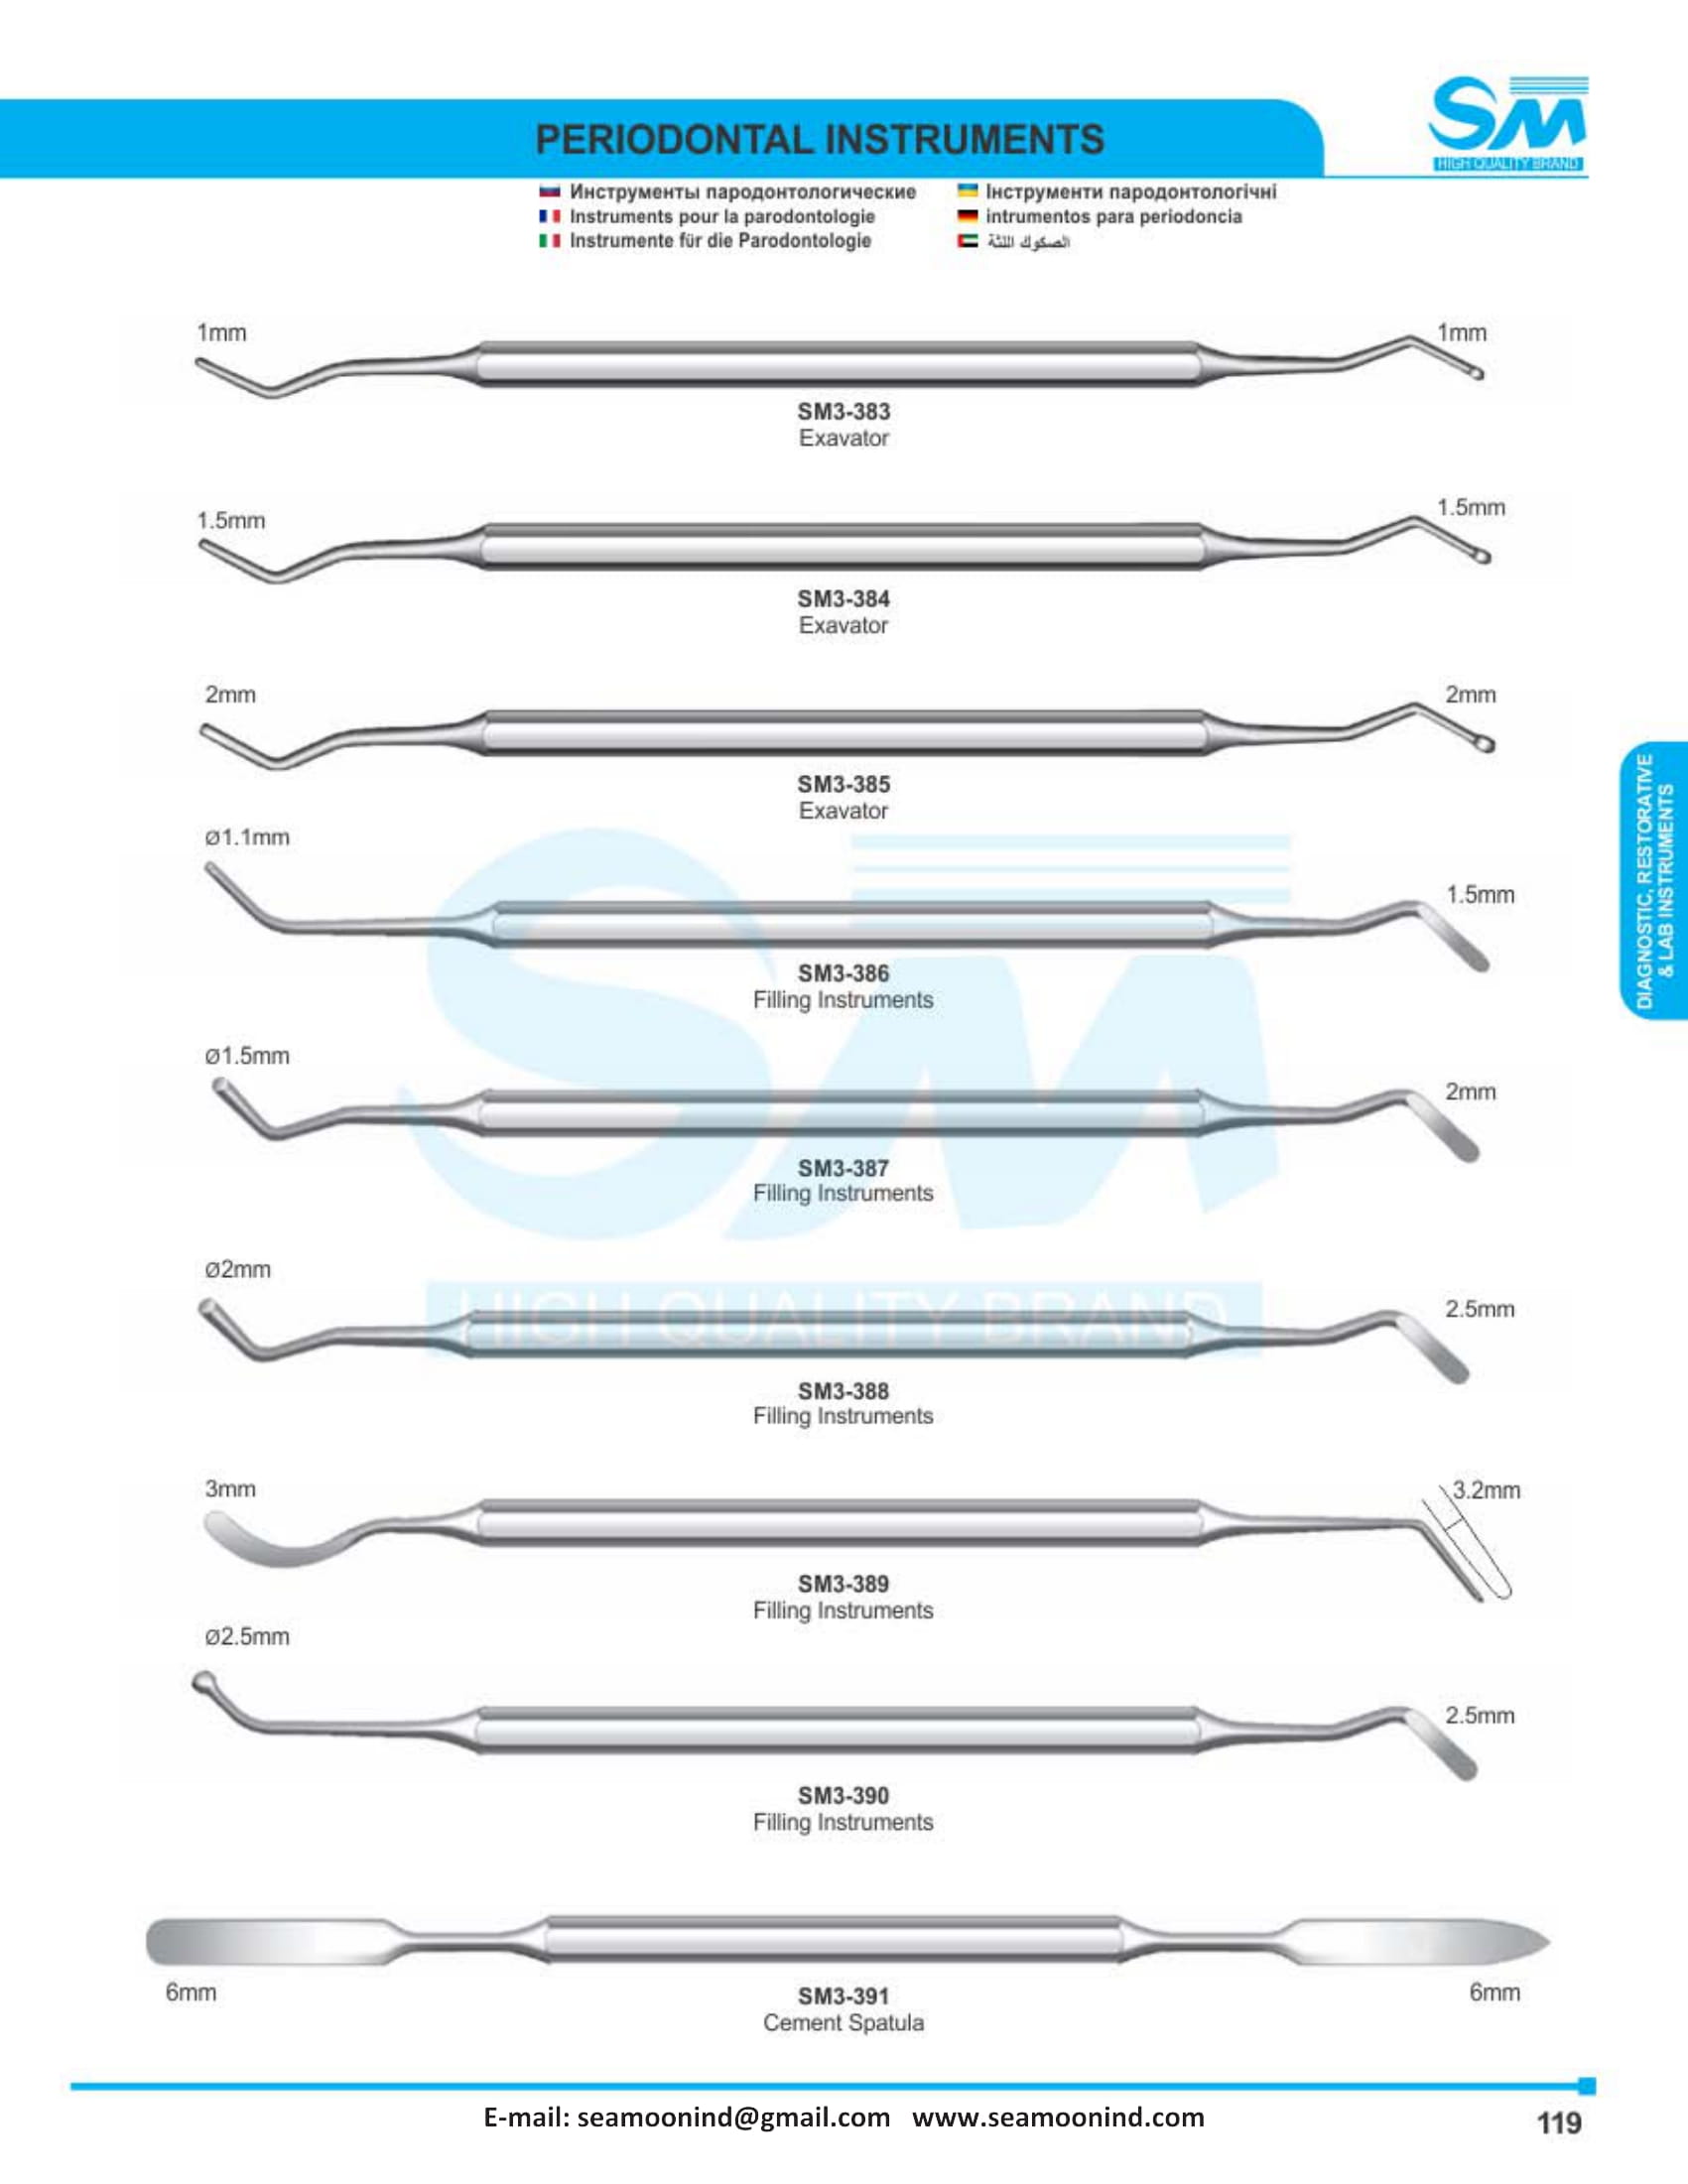 SM
HIGH QUALITY BRAND
PERIODONTAL INSTRUMENTS
Инструменты пародонтологические
Instruments pour la parodontologie
Instrumente für die Parodontologie
Інструменти пародонтологічні
intrumentos para periodoncia
الصكوك اللثة
1mm
1mm
SM3-383
Exavator
1.5mm
1.5mm
SM3-384
Exavator
2mm
2mm
SM3-385
Exavator
DIAGNOSTIC, RESTORATIVE
& LAB INSTRUMENTS
Ø1.1mm
1.5mm
SM3-386
Filling Instruments
Ø1.5mm
2mm
SM3-387
Filling Instruments
SM
HIGH QUALITY BRAND
Ø2mm
2.5mm
SM3-388
Filling Instruments
3mm
3.2mm
SM3-389
Filling Instruments
Ø2.5mm
2.5mm
SM3-390
Filling Instruments
6mm
6mm
SM3-391
Cement Spatula
E-mail: seamoonind@gmail.com www.seamoonind.com
119